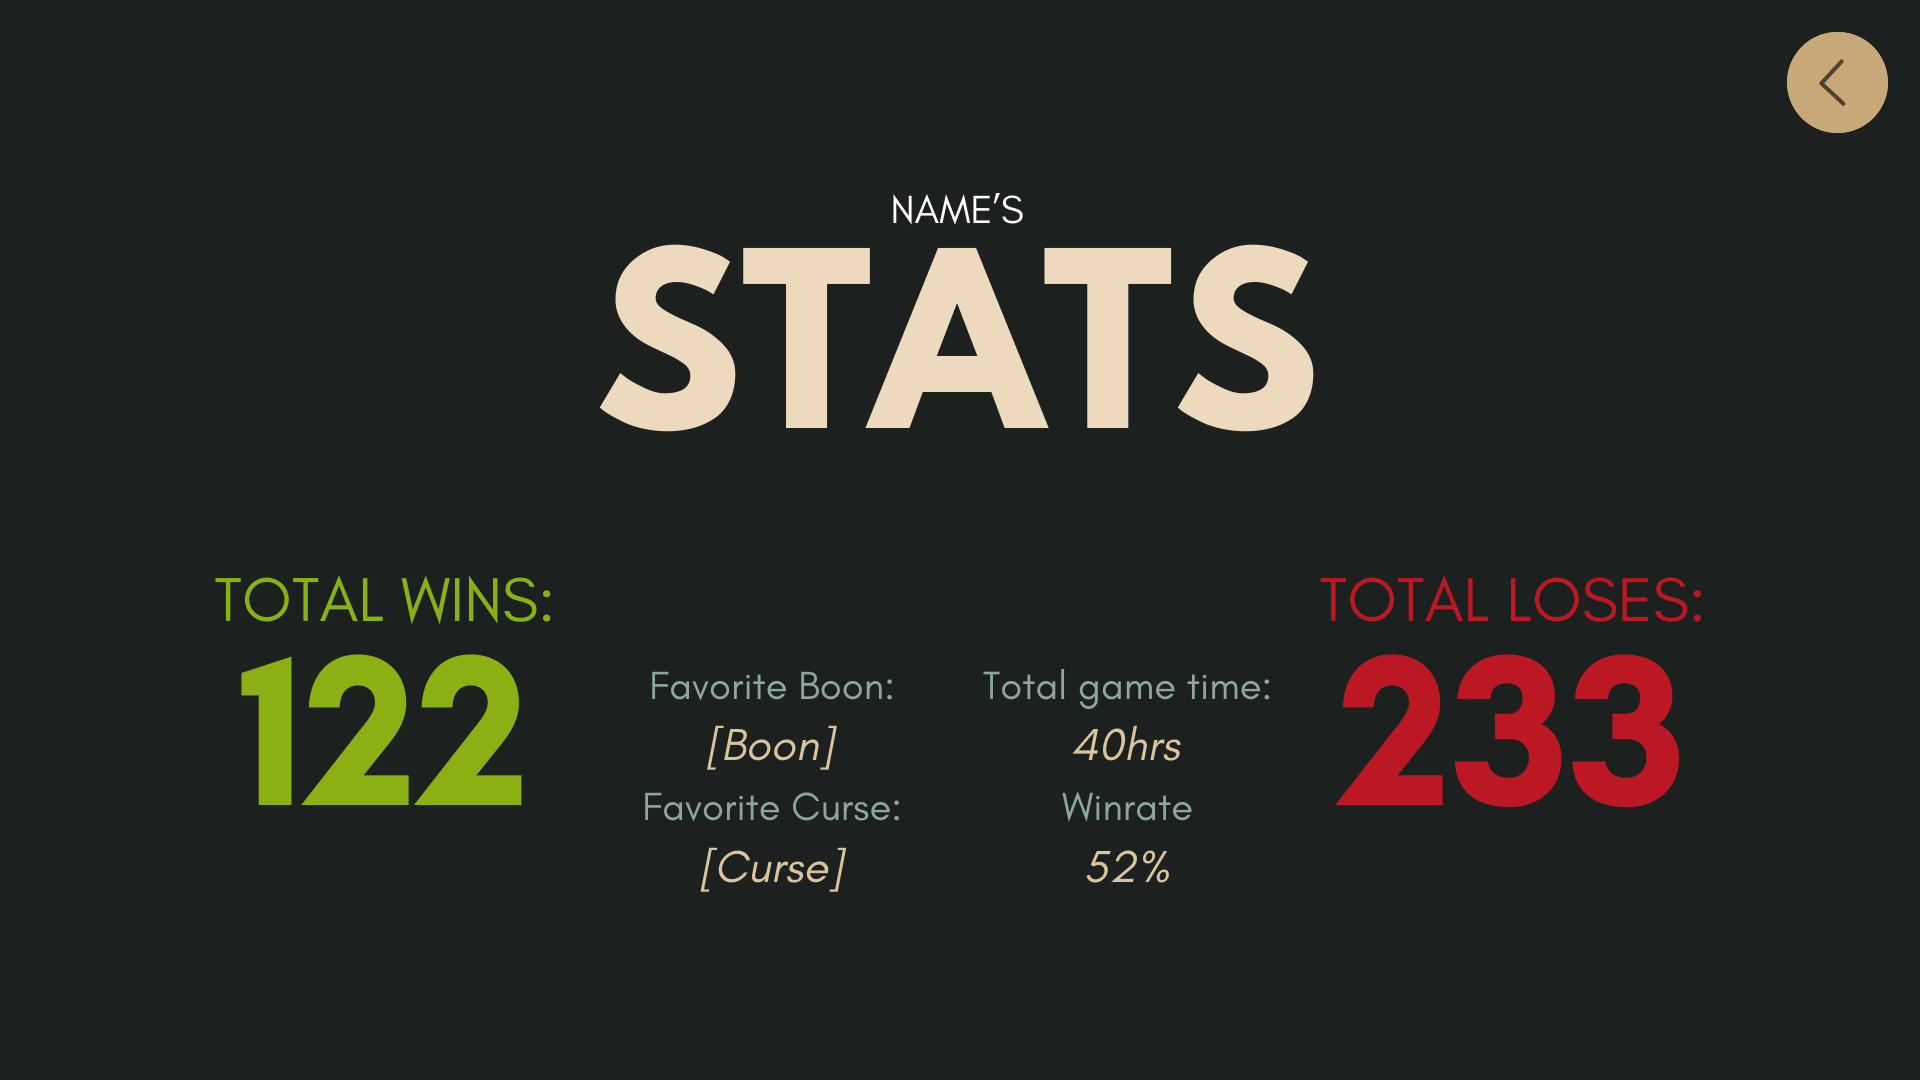 NAME'S
STATS
TOTAL WINS:
122
Favorite Boon:
[Boon]
Favorite Curse:
[Curse]
Total game time:
40hrs
Winrate
52%
TOTAL LOSES:
233